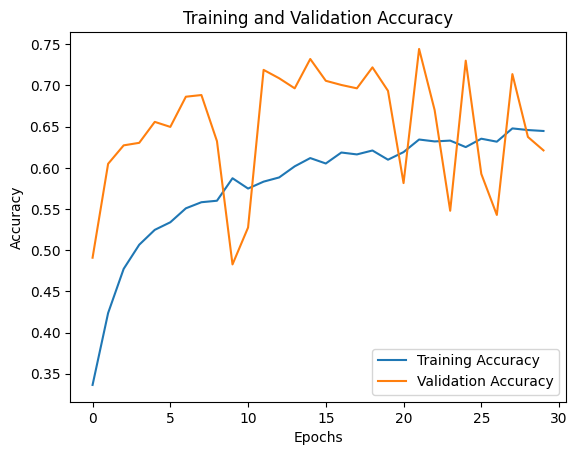 Training and Validation Accuracy
0.75
0.70
0.65
0.60
0.55
0.50
0.45
0.40
0.35
Accuracy
0 5 10 15 20 25 30
Epochs
Training Accuracy
Validation Accuracy